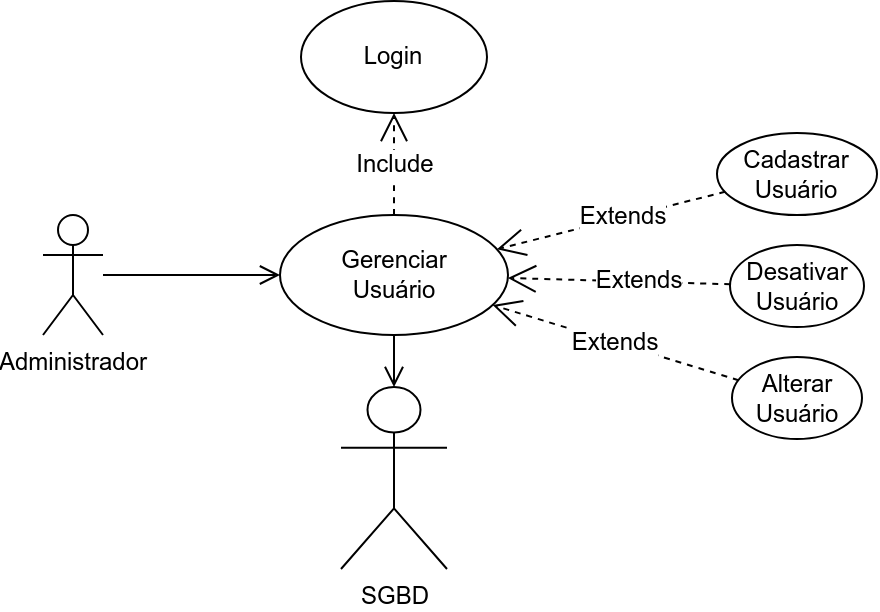 Login
Include
Cadastrar
Usuário
Extends
Gerenciar
Usuário
Extends
Desativar
Usuário
Extends
Alterar
Usuário
Administrador
SGBD